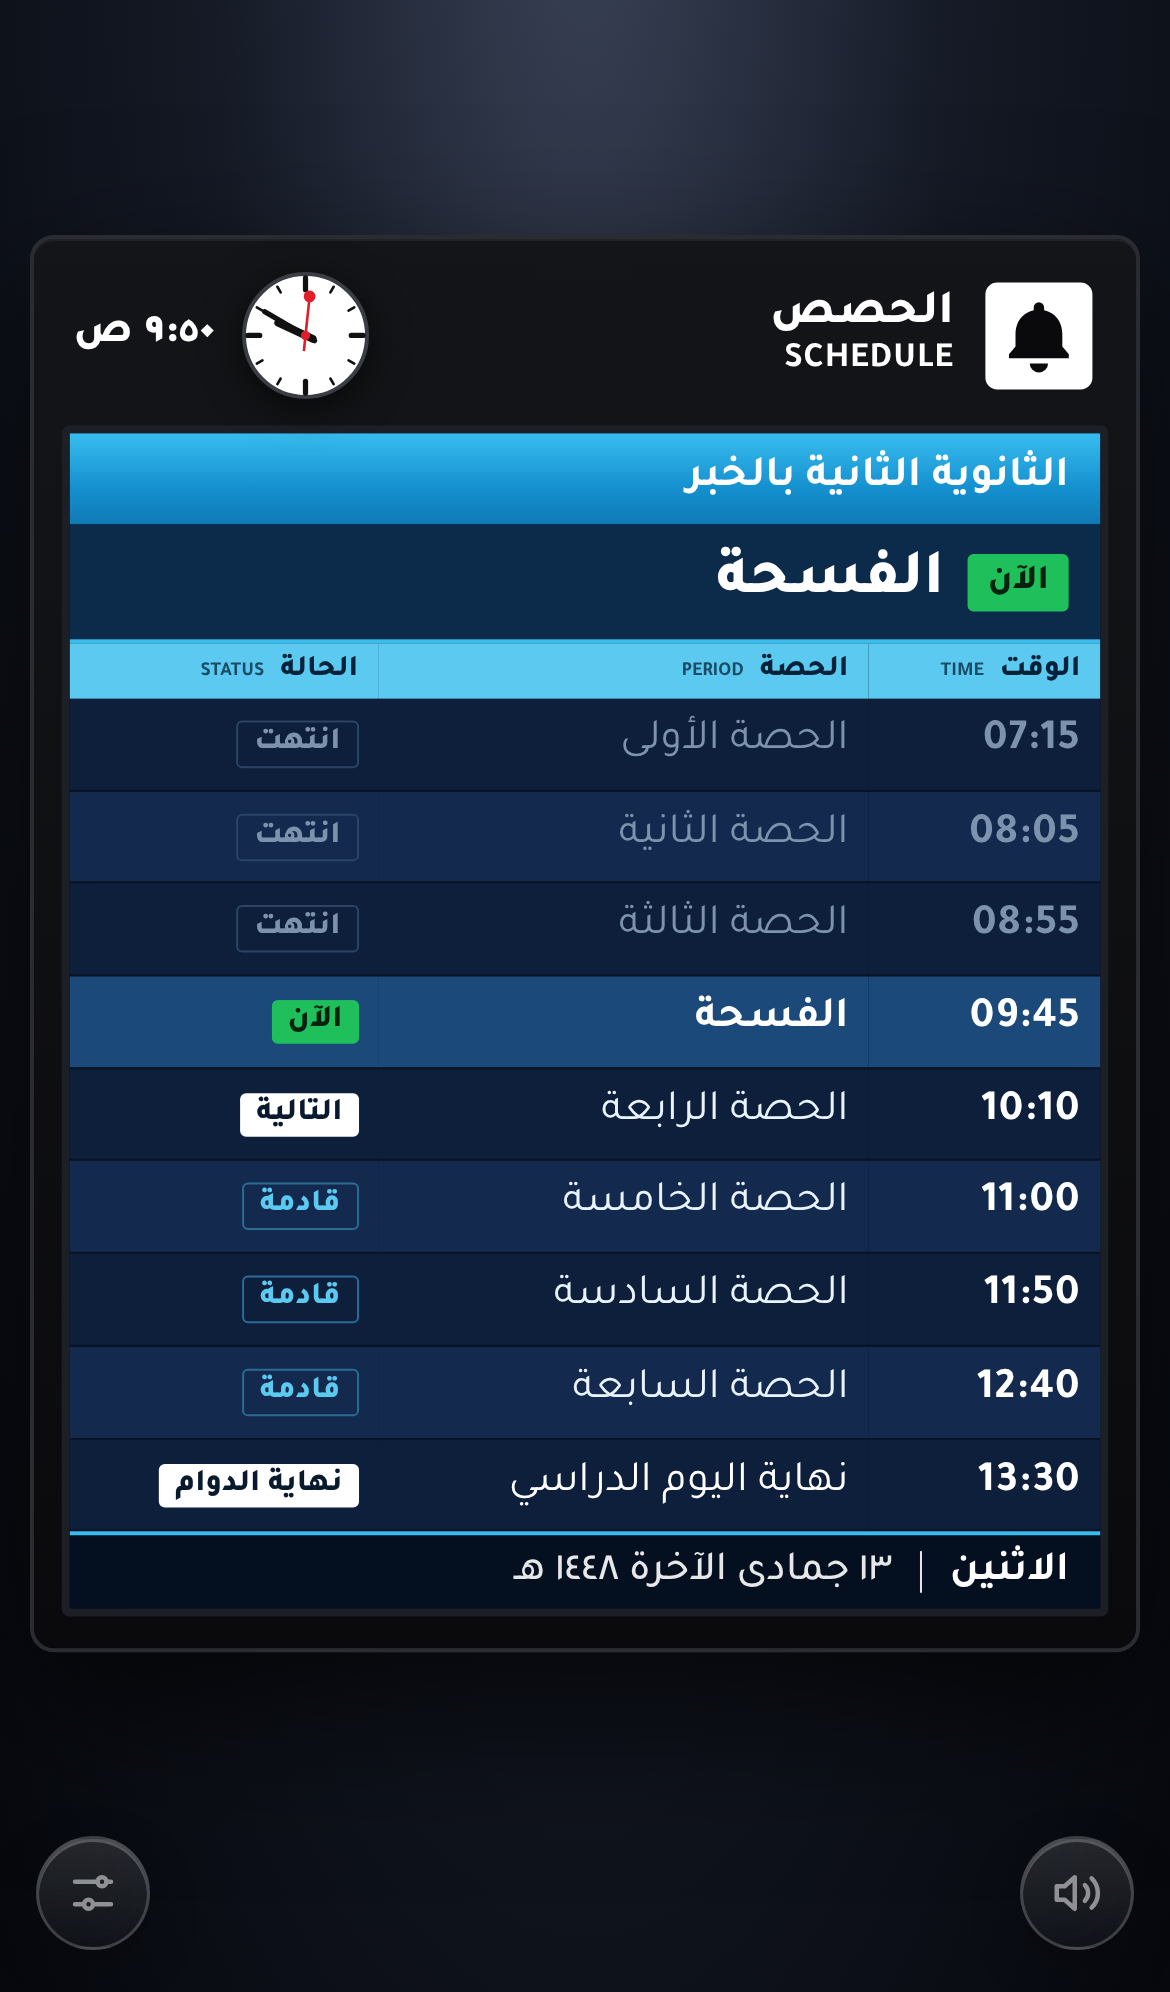 الحصص
SCHEDULE
٩:٥٠ ص
الثانوية الثانية بالخبر
الآن الفسحة
الوقت TIME الحصة PERIOD الحالة STATUS
07:15 الحصة الأولى انتهت
08:05 الحصة الثانية انتهت
08:55 الحصة الثالثة انتهت
09:45 الفسحة الآن
10:10 الحصة الرابعة التالية
11:00 الحصة الخامسة قادمة
11:50 الحصة السادسة قادمة
12:40 الحصة السابعة قادمة
13:30 نهاية اليوم الدراسي نهاية الدوام
الاثنين | ١٣ جمادى الآخرة ١٤٤٨ هـ